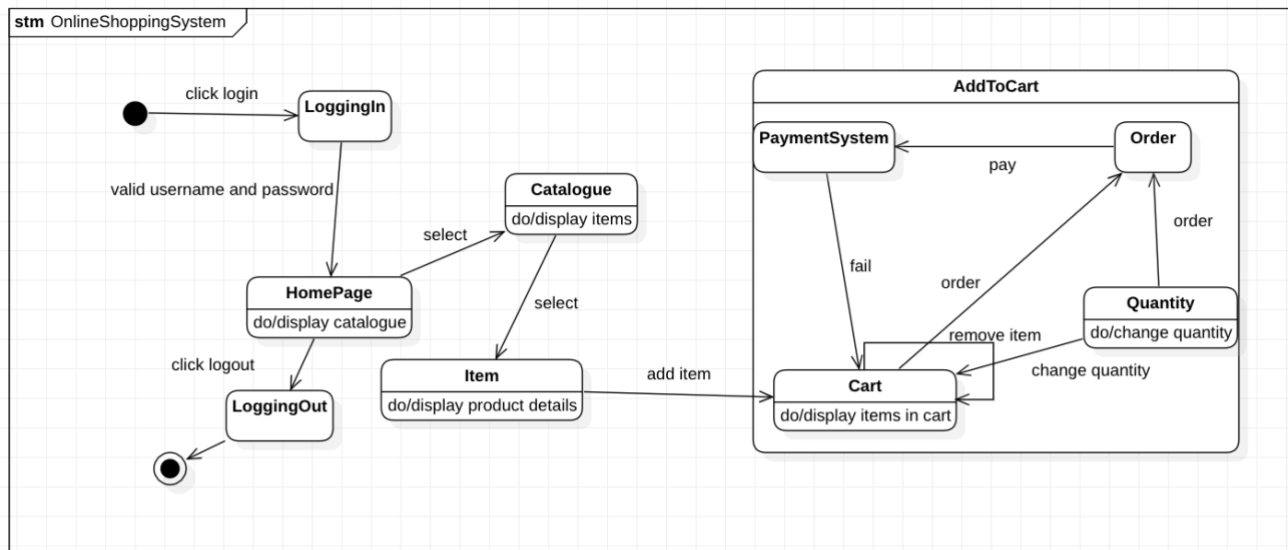 stm OnlineShoppingSystem
click login
LoggingIn
valid username and password
HomePage
do/display catalogue
click logout
LoggingOut
select
Catalogue
do/display items
select
Item
do/display product details
add item
AddToCart
PaymentSystem
Order
pay
fail
order
order
Quantity
do/change quantity
remove item
change quantity
Cart
do/display items in cart